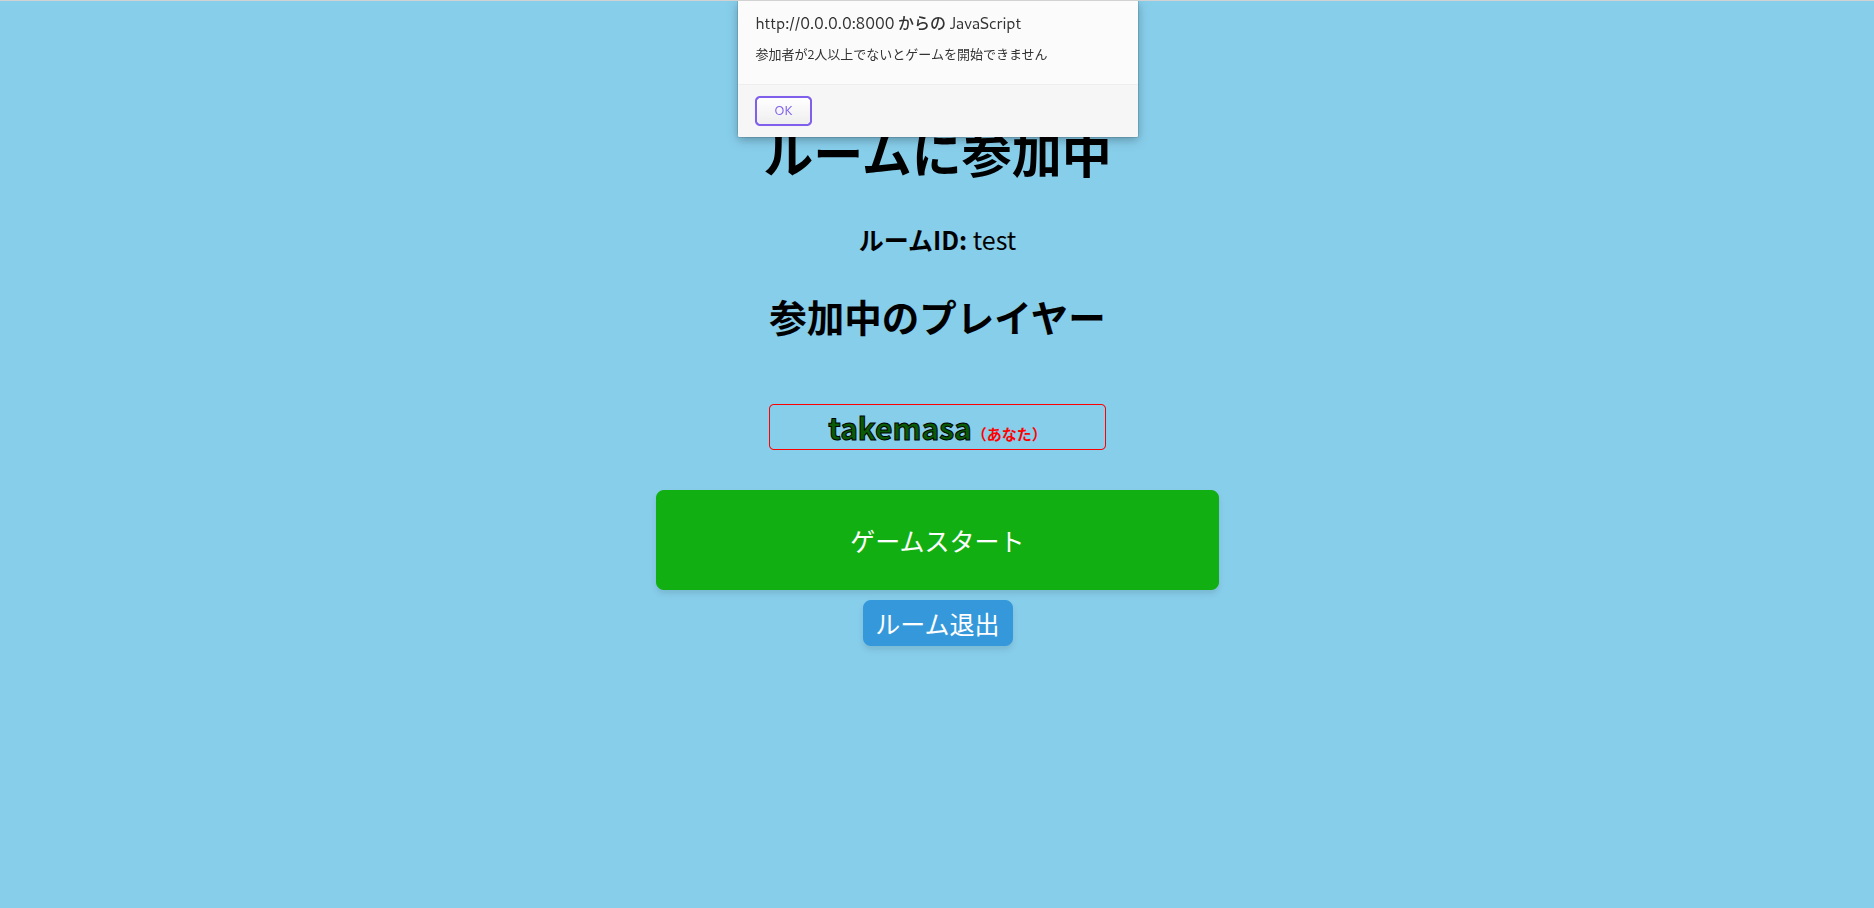 http://0.0.0.0:8000 からの JavaScript
参加者が2人以上でないとゲームを開始できません
OK
ルームに参加中
ルームID: test
参加中のプレイヤー
takemasa（あなた）
ゲームスタート
ルーム退出